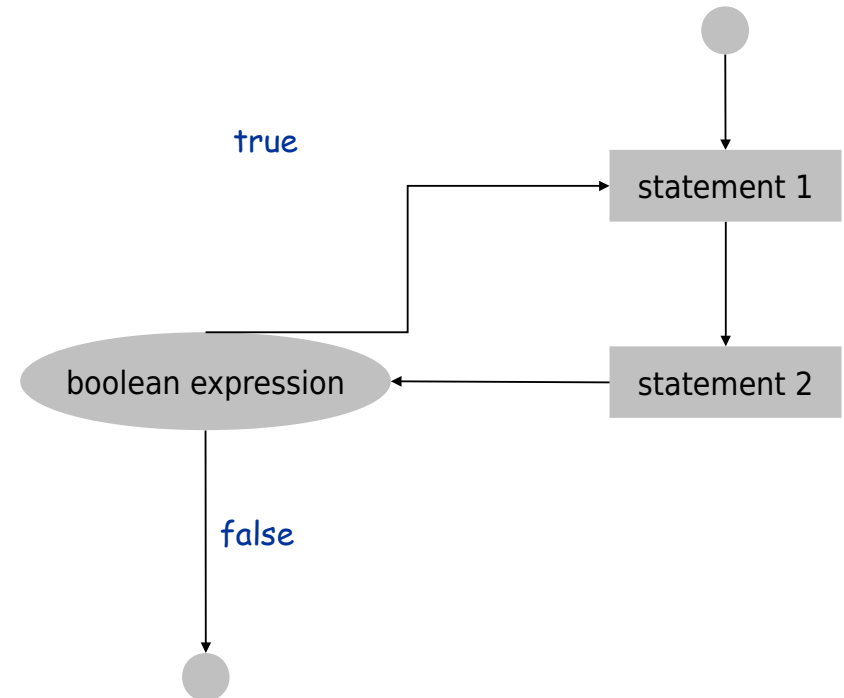 true
statement 1
boolean expression
statement 2
false